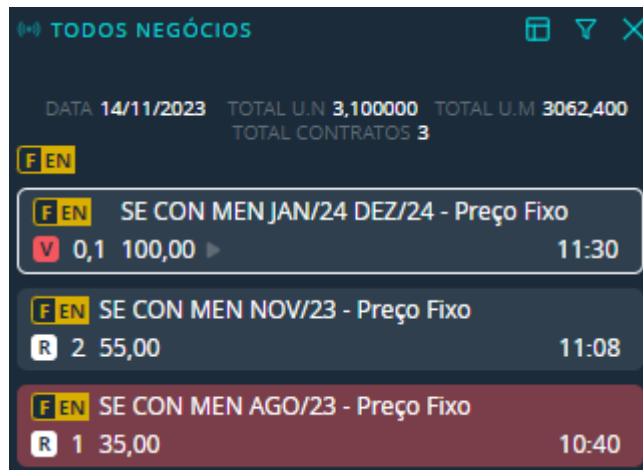 TODOS NEGÓCIOS
DATA 14/11/2023 TOTAL U.N 3,100000 TOTAL U.M 3062,400
TOTAL CONTRATOS 3
F EN
F EN SE CON MEN JAN/24 DEZ/24 - Preço Fixo
V 0,1 100,00 11:30
F EN SE CON MEN NOV/23 - Preço Fixo
R 2 55,00 11:08
F EN SE CON MEN AGO/23 - Preço Fixo
R 1 35,00 10:40